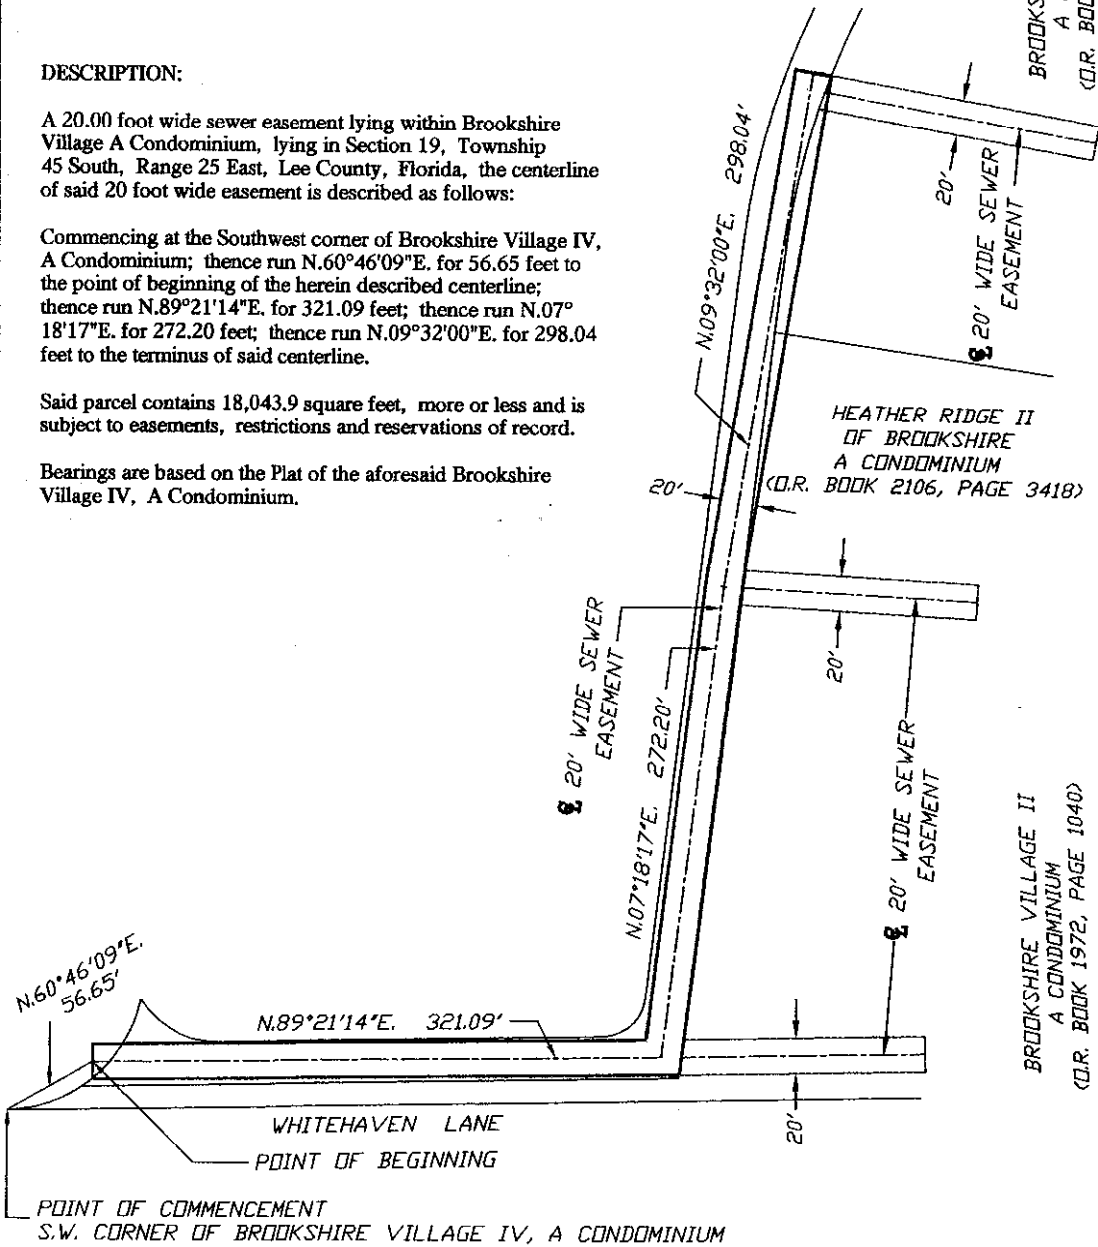 DESCRIPTION:
A 20.00 foot wide sewer easement lying within Brookshire
Village A Condominium, lying in Section 19, Township
45 South, Range 25 East, Lee County, Florida, the centerline
of said 20 foot wide easement is described as follows:
Commencing at the Southwest corner of Brookshire Village IV,
A Condominium; thence run N.60°46'09"E. for 56.65 feet to
the point of beginning of the herein described centerline;
thence run N.89°21'14"E. for 321.09 feet; thence run N.07°
18'17"E. for 272.20 feet; thence run N.09°32'00"E. for 298.04
feet to the terminus of said centerline.
Said parcel contains 18,043.9 square feet, more or less and is
subject to easements, restrictions and reservations of record.
Bearings are based on the Plat of the aforesaid Brookshire
Village IV, A Condominium.
N.09°32'00"E. 298.04'
20'
20' WIDE SEWER
EASEMENT
HEATHER RIDGE II
OF BROOKSHIRE
A CONDOMINIUM
(O.R. BOOK 2106, PAGE 3418)
20'
20' WIDE SEWER
EASEMENT
20'
N.07°18'17"E. 272.20'
20' WIDE SEWER
EASEMENT
BROOKSHIRE VILLAGE II
A CONDOMINIUM
(O.R. BOOK 1972, PAGE 1040)
N.60°46'09"E.
56.65'
N.89°21'14"E. 321.09'
20'
WHITEHAVEN LANE
POINT OF BEGINNING
POINT OF COMMENCEMENT
S.W. CORNER OF BROOKSHIRE VILLAGE IV, A CONDOMINIUM